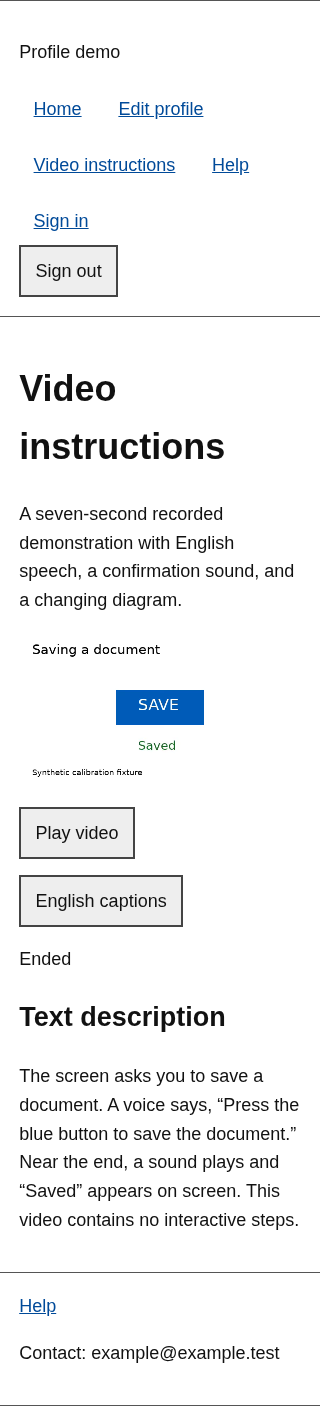 Profile demo
Home Edit profile
Video instructions Help
Sign in
Sign out
Video
instructions
A seven-second recorded
demonstration with English
speech, a confirmation sound, and
a changing diagram.
Saving a document
SAVE
Saved
Synthetic calibration fixture
Play video
English captions
Ended
Text description
The screen asks you to save a
document. A voice says, “Press the
blue button to save the document.”
Near the end, a sound plays and
“Saved” appears on screen. This
video contains no interactive steps.
Help
Contact: example@example.test